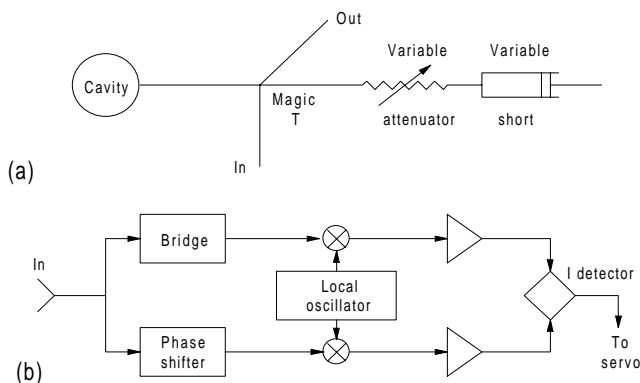 Out
Variable
Variable
Cavity
Magic
T
attenuator
short
In
(a)
Bridge
In
I detector
Local
oscillator
Phase
shifter
To
servo
(b)